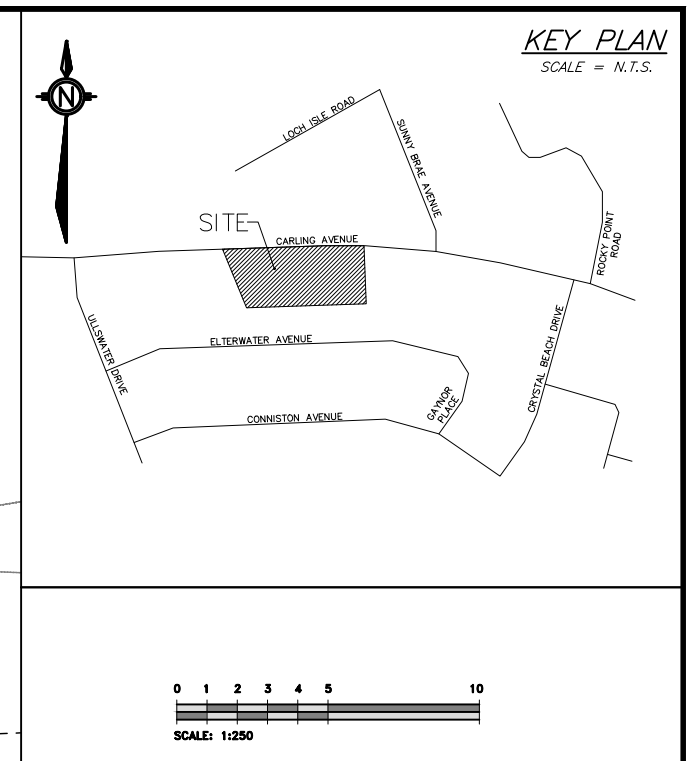 KEY PLAN
SCALE = N.T.S.
N
LOCH ISLE ROAD
SUNNY BRAE AVENUE
ROCKY POINT
ROAD
SITE
CARLING AVENUE
ULLSWATER DRIVE
ELTERWATER AVENUE
CRYSTAL BEACH DRIVE
GAYNOR
PLACE
CONNISTON AVENUE
0 1 2 3 4 5 10
SCALE: 1:250